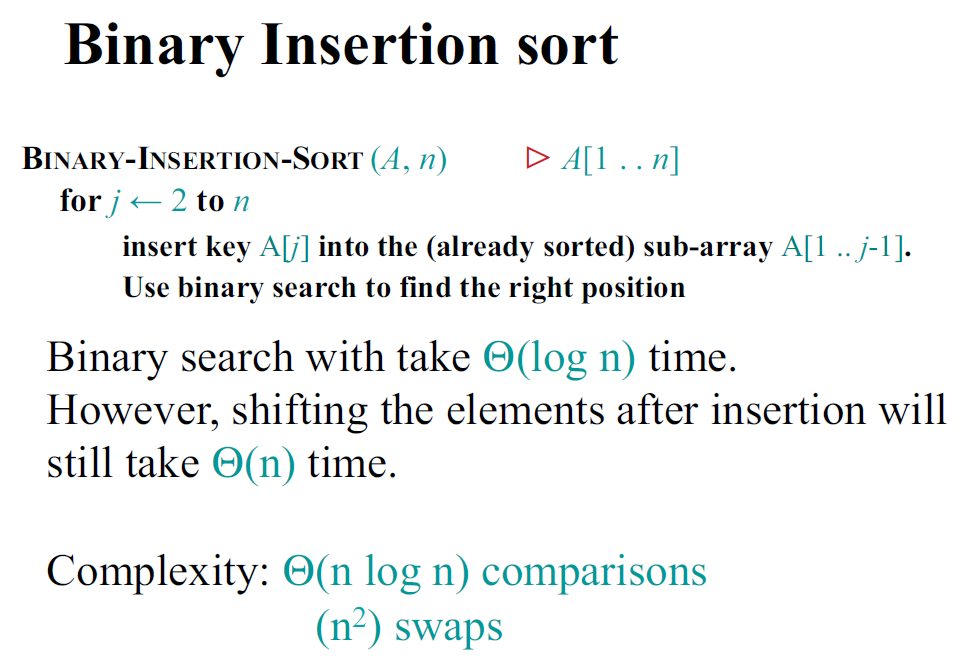 Binary Insertion sort
BINARY-INSERTION-SORT (A, n) ▷ A[1 . . n]
for j ← 2 to n
insert key A[j] into the (already sorted) sub-array A[1 .. j-1].
Use binary search to find the right position
Binary search with take Θ(log n) time.
However, shifting the elements after insertion will
still take Θ(n) time.
Complexity: Θ(n log n) comparisons
(n²) swaps